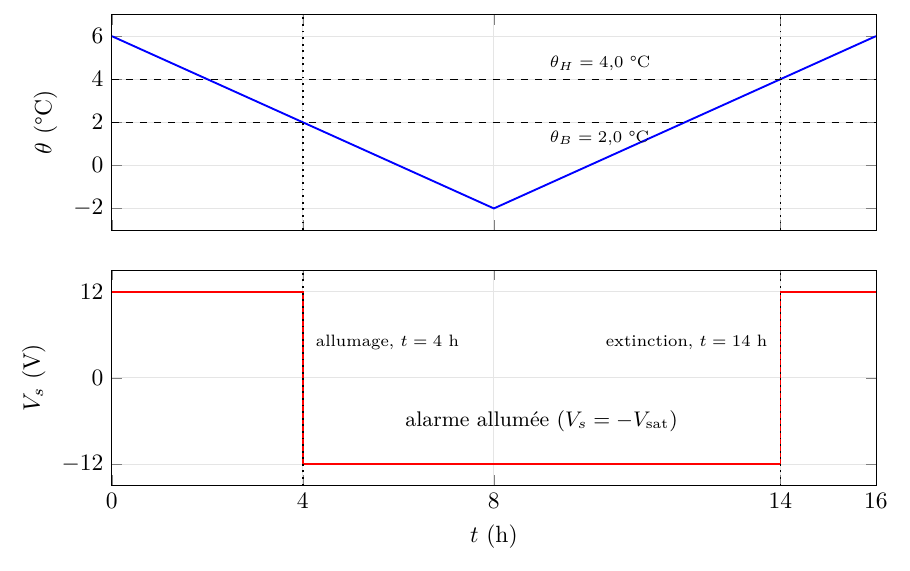 6
4
2
0
−2
θ (°C)
θ_H = 4,0 °C
θ_B = 2,0 °C
12
0
−12
V_s (V)
allumage, t = 4 h
extinction, t = 14 h
alarme allumée (V_s = −V_sat)
0 4 8 14 16
t (h)